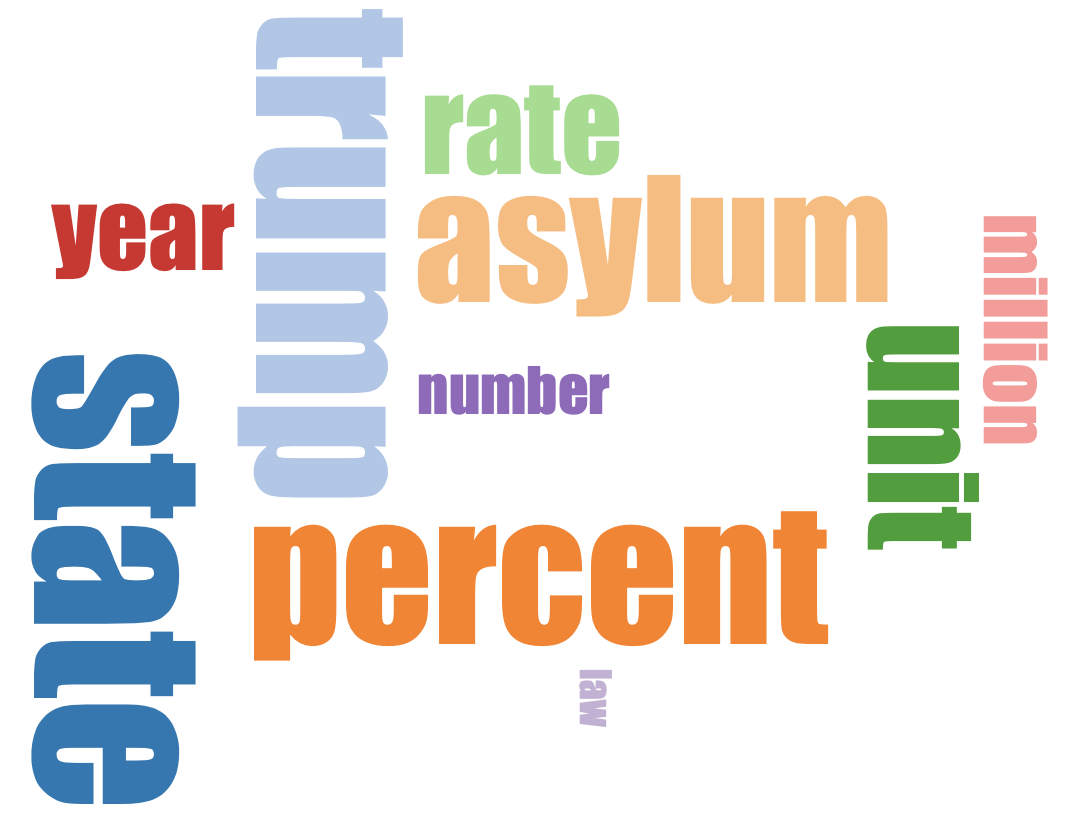 trump
rate
asylum
year
million
unit
state
number
percent
law